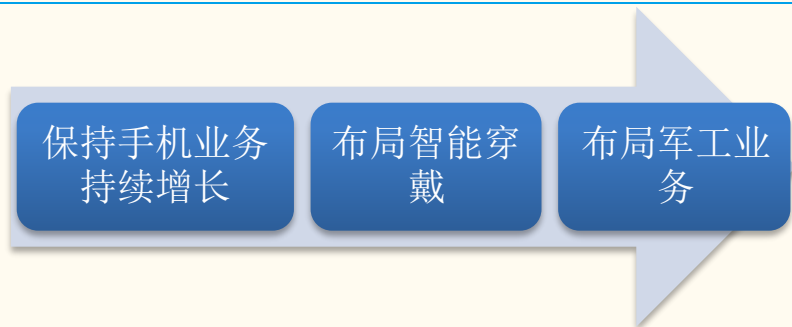 保持手机业务
持续增长
布局智能穿
戴
布局军工业
务